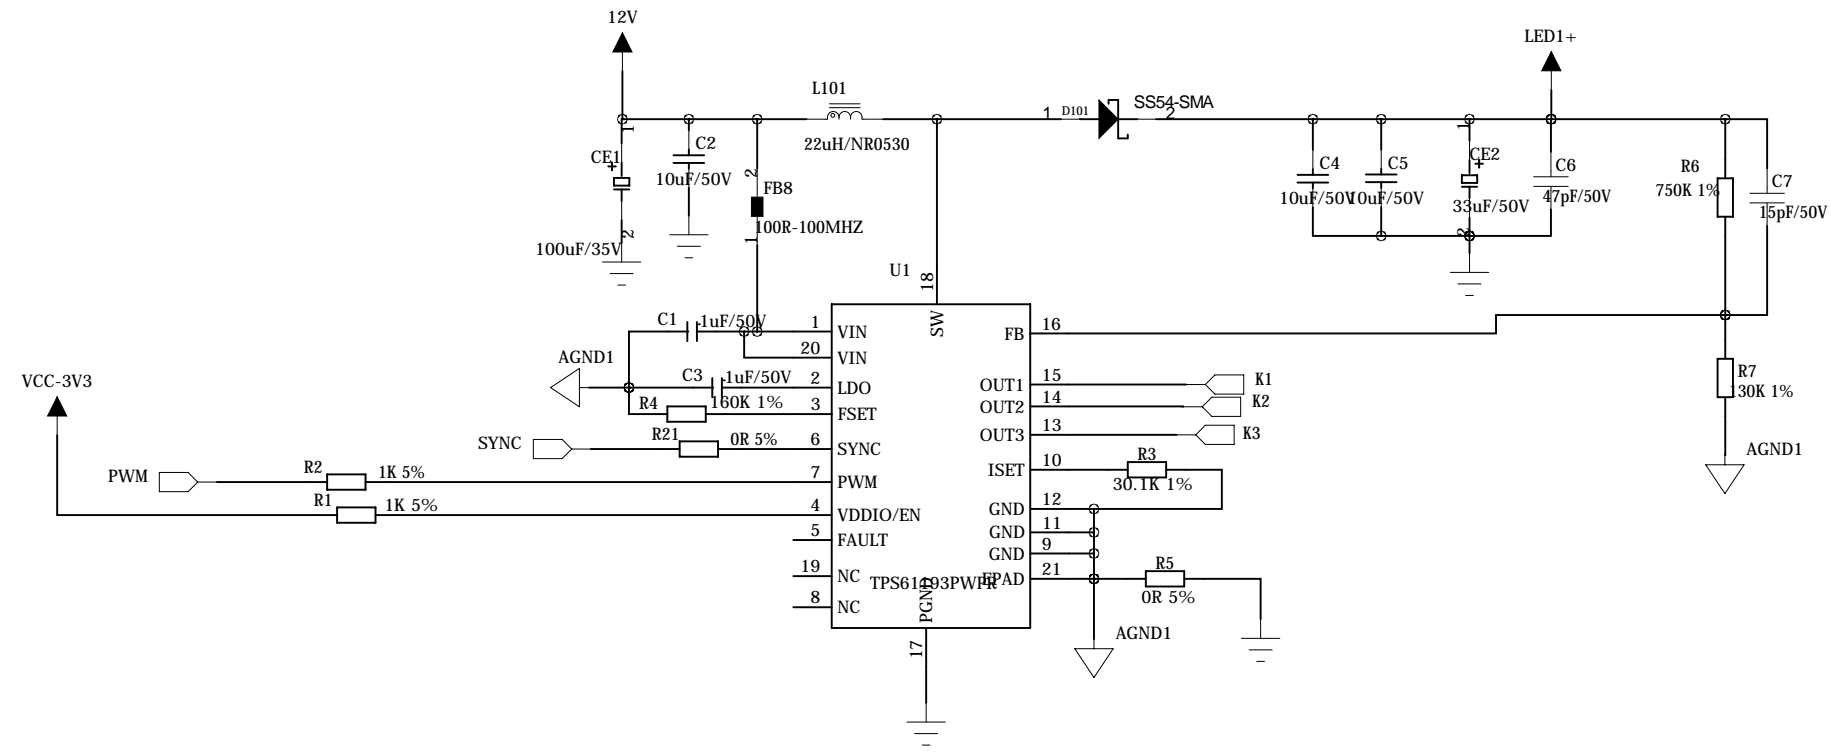 12V
LED1+
L101
22uH/NR0530
1
D101
SS54-SMA
2
1
CE1
+
100uF/35V
2
C2
10uF/50V
2
FB8
100R-100MHZ
1
C4
10uF/50V
C5
10uF/50V
1
CE2
+
33uF/50V
2
C6
47pF/50V
R6
750K 1%
C7
15pF/50V
U1
18
SW
C1
.1uF/50V
1
VIN
20
VIN
AGND1
C3
.1uF/50V
2
LDO
R4
160K 1%
3
FSET
SYNC
R21
0R 5%
6
SYNC
VCC-3V3
PWM
R2
1K 5%
7
PWM
R1
1K 5%
4
VDDIO/EN
5
FAULT
19
NC
8
NC
TPS61193PWPR
PGND
17
FB
16
OUT1
15
K1
OUT2
14
K2
OUT3
13
K3
ISET
10
R3
30.1K 1%
GND
12
GND
11
GND
9
EPAD
21
R5
0R 5%
AGND1
R7
130K 1%
AGND1